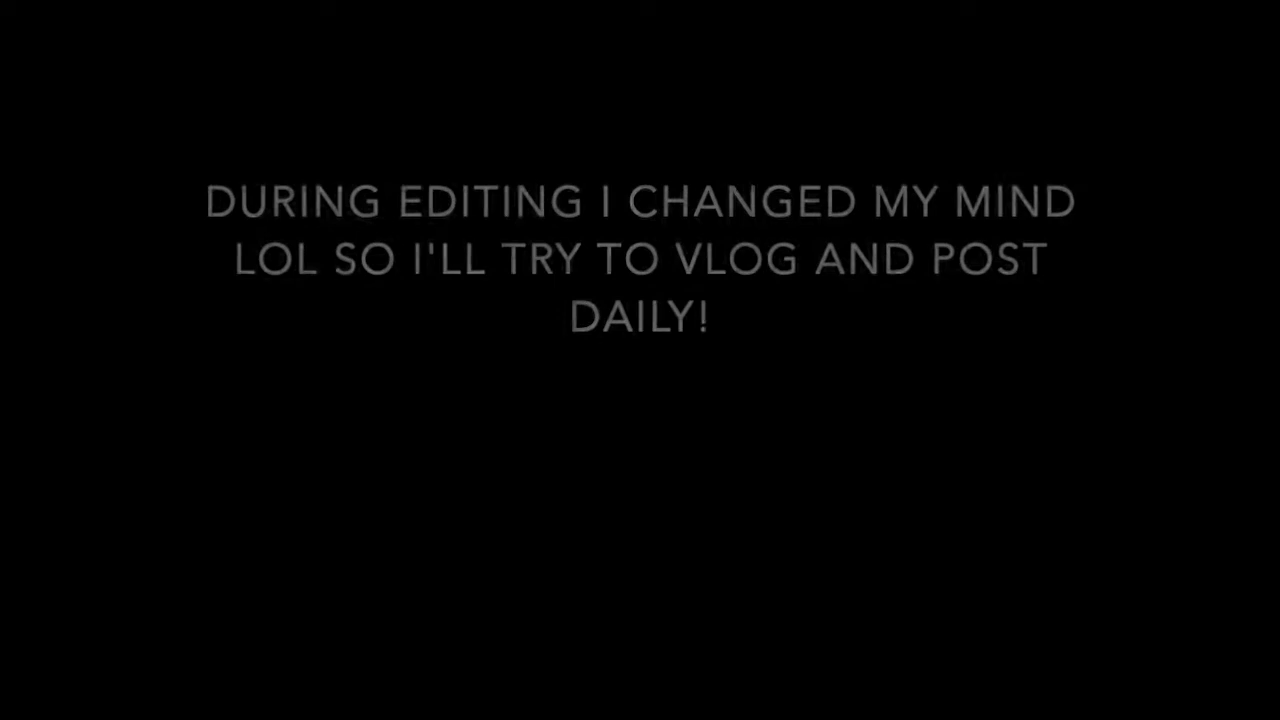 DURING EDITING I CHANGED MY MIND
LOL SO I'LL TRY TO VLOG AND POST
DAILY!